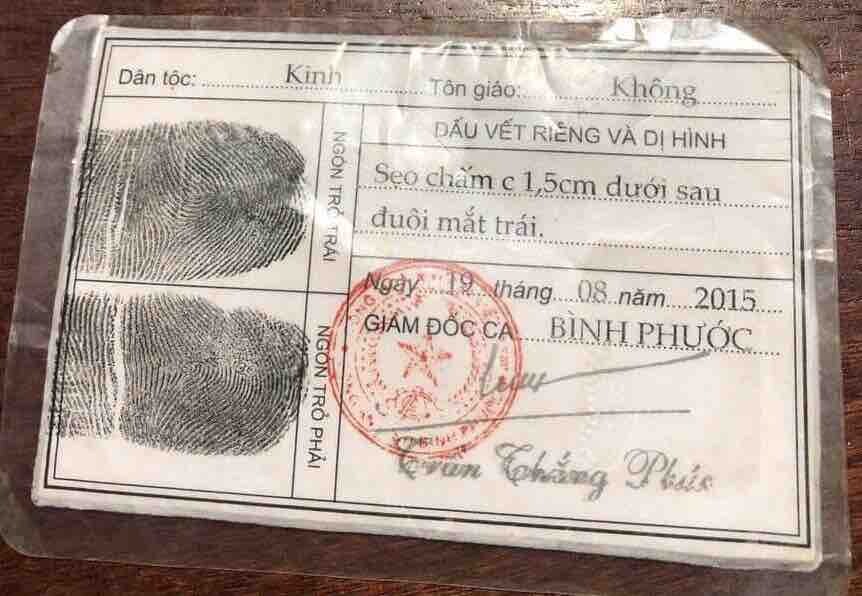 Dân tộc: Kinh Tôn giáo: Không
NGÓN TRỎ TRÁI
DẤU VẾT RIÊNG VÀ DỊ HÌNH
Sẹo chấm c 1,5cm dưới sau
đuôi mắt trái.
NGÓN TRỎ PHẢI
Ngày 19 tháng 08 năm 2015
GIÁM ĐỐC CA BÌNH PHƯỚC
Trần Thắng Phúc